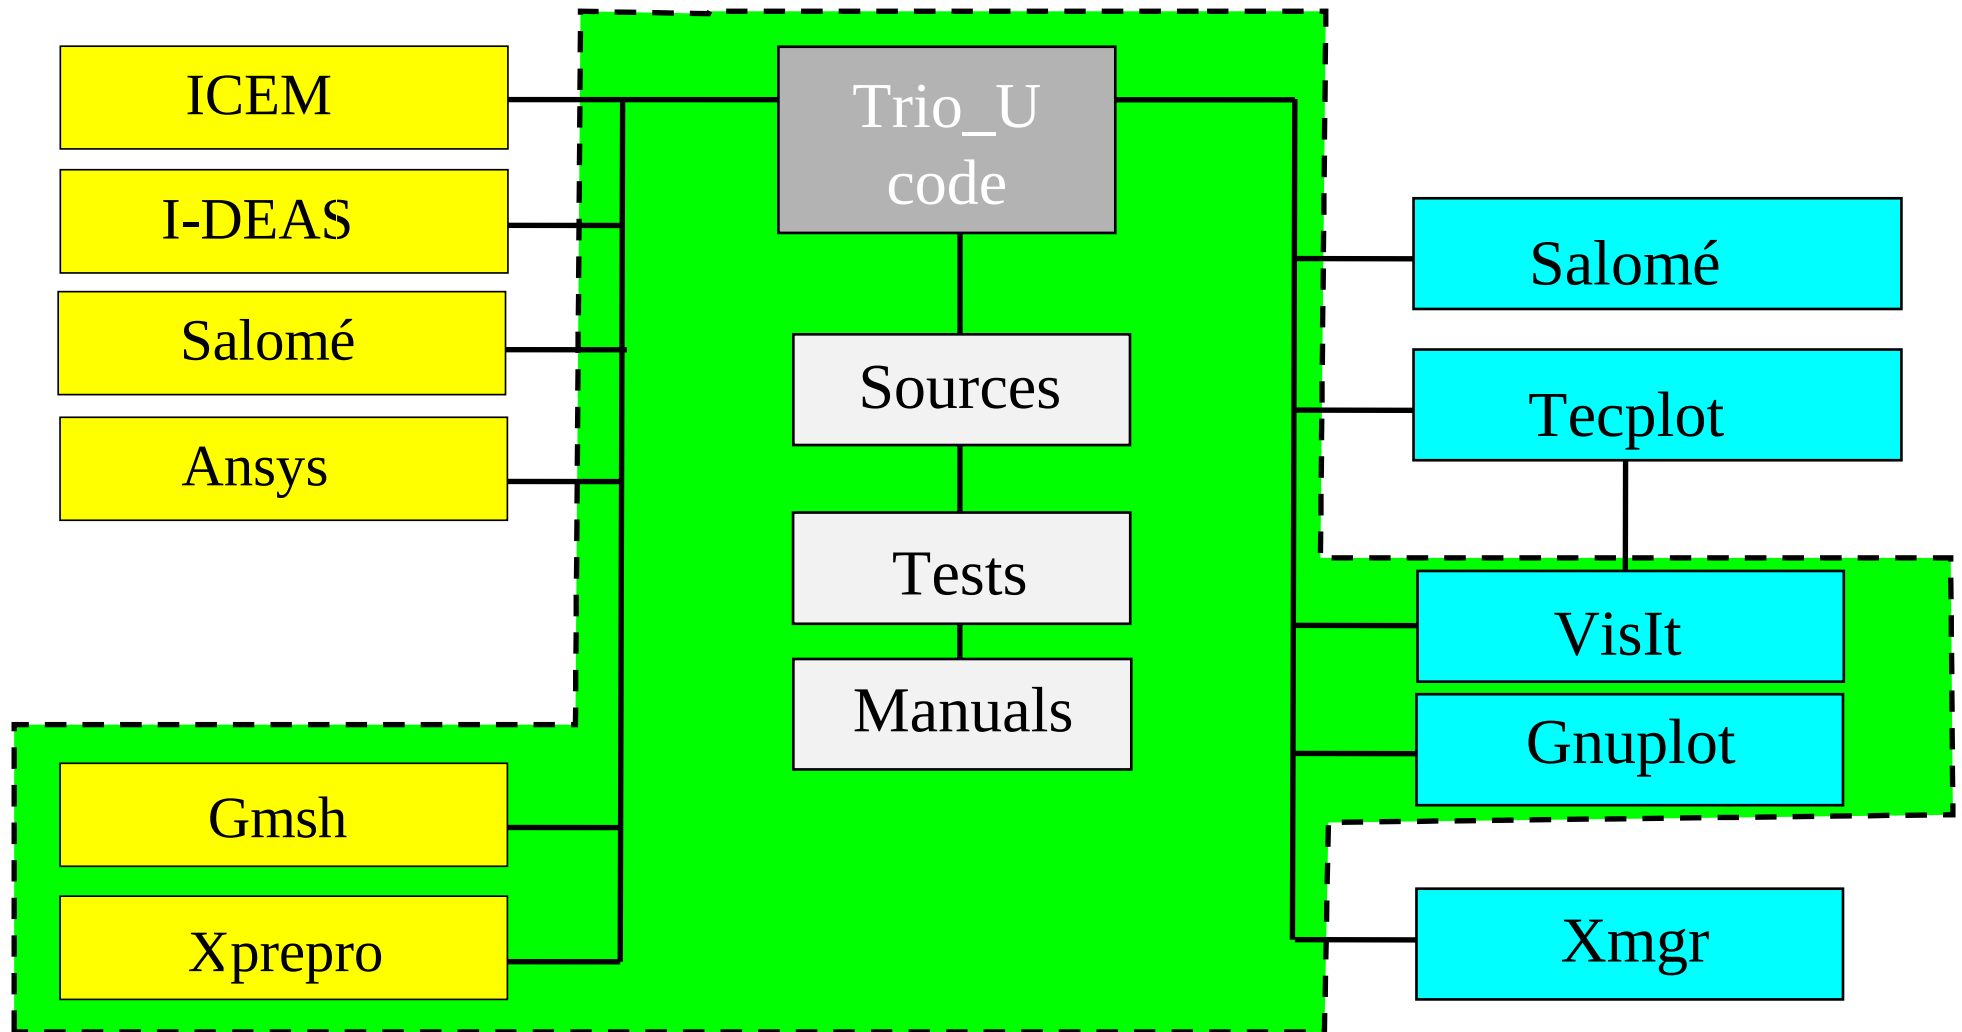 ICEM
I-DEAS
Salomé
Ansys
Gmsh
Xprepro
Trio_U
code
Sources
Tests
Manuals
Salomé
Tecplot
VisIt
Gnuplot
Xmgr